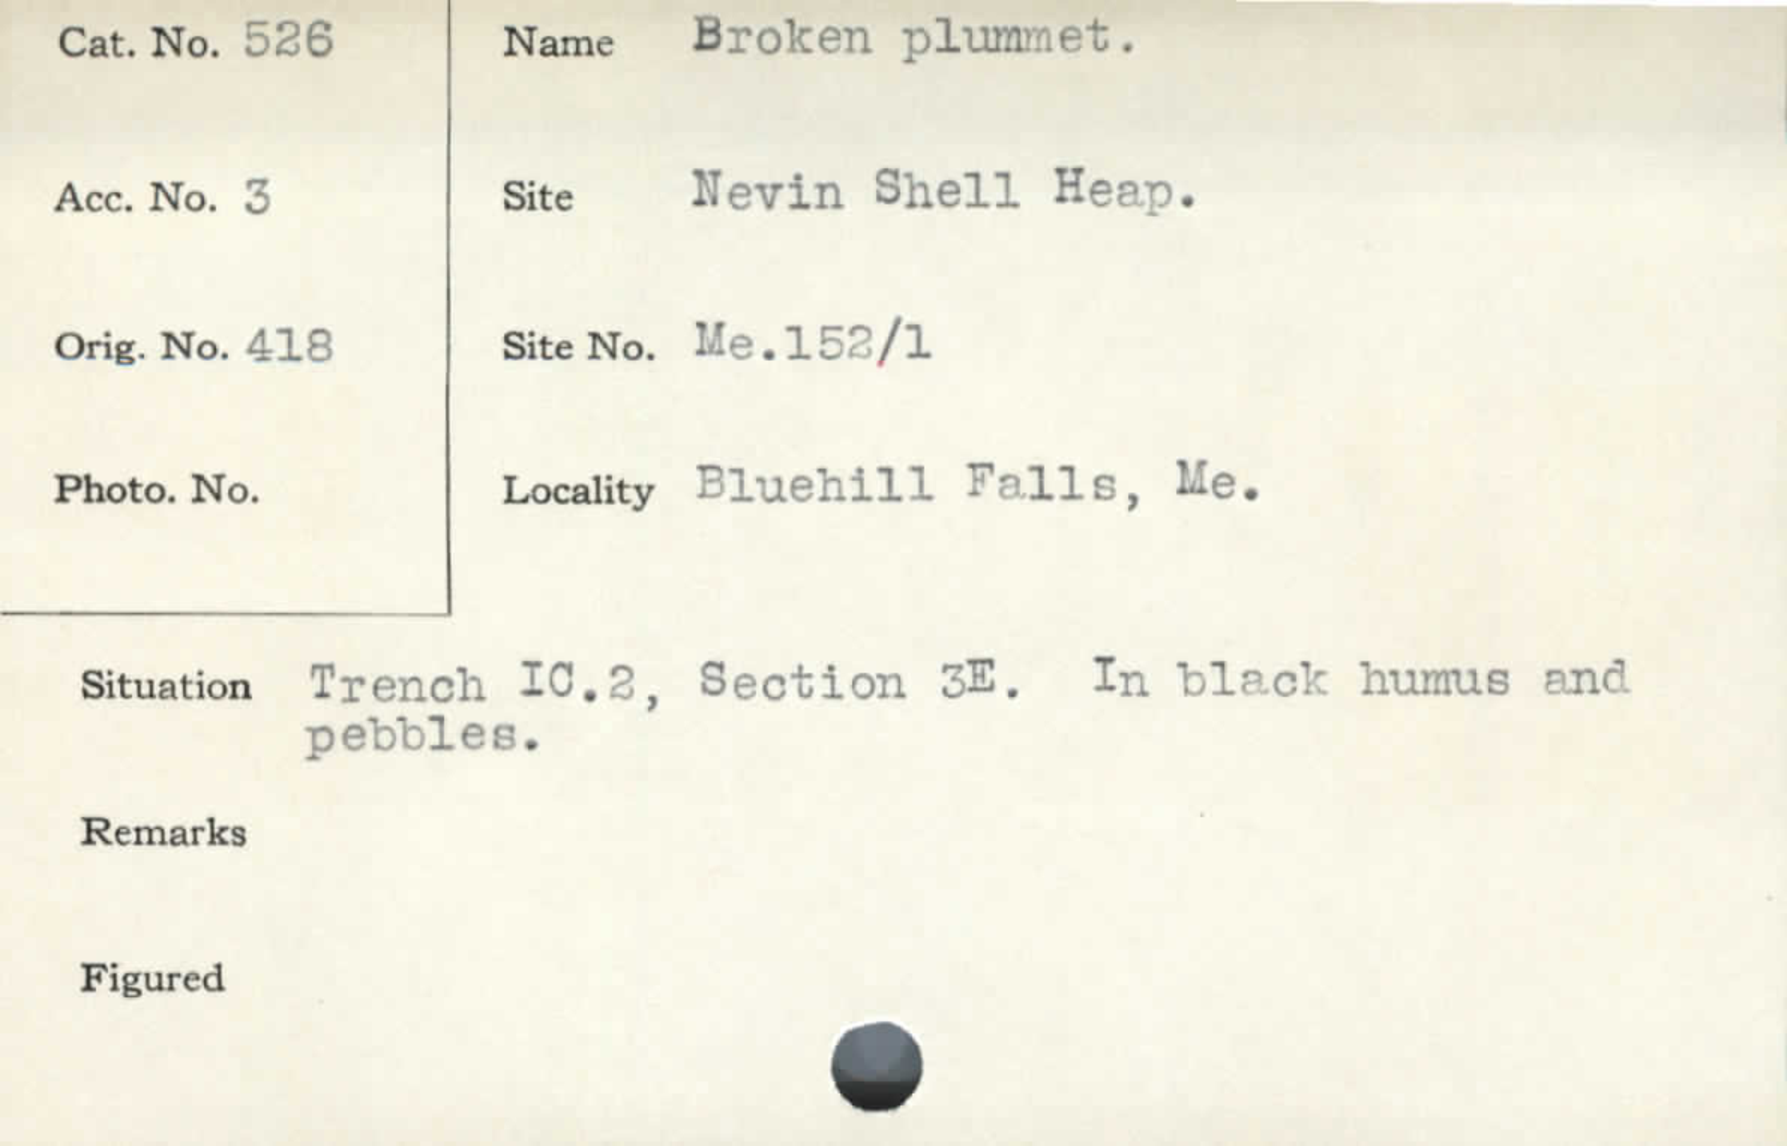 Cat. No. 526
Name Broken plummet.
Acc. No. 3
Site Nevin Shell Heap.
Orig. No. 418
Site No. Me.152/1
Photo. No.
Locality Bluehill Falls, Me.
Situation Trench IC.2, Section 3E. In black humus and
pebbles.
Remarks
Figured